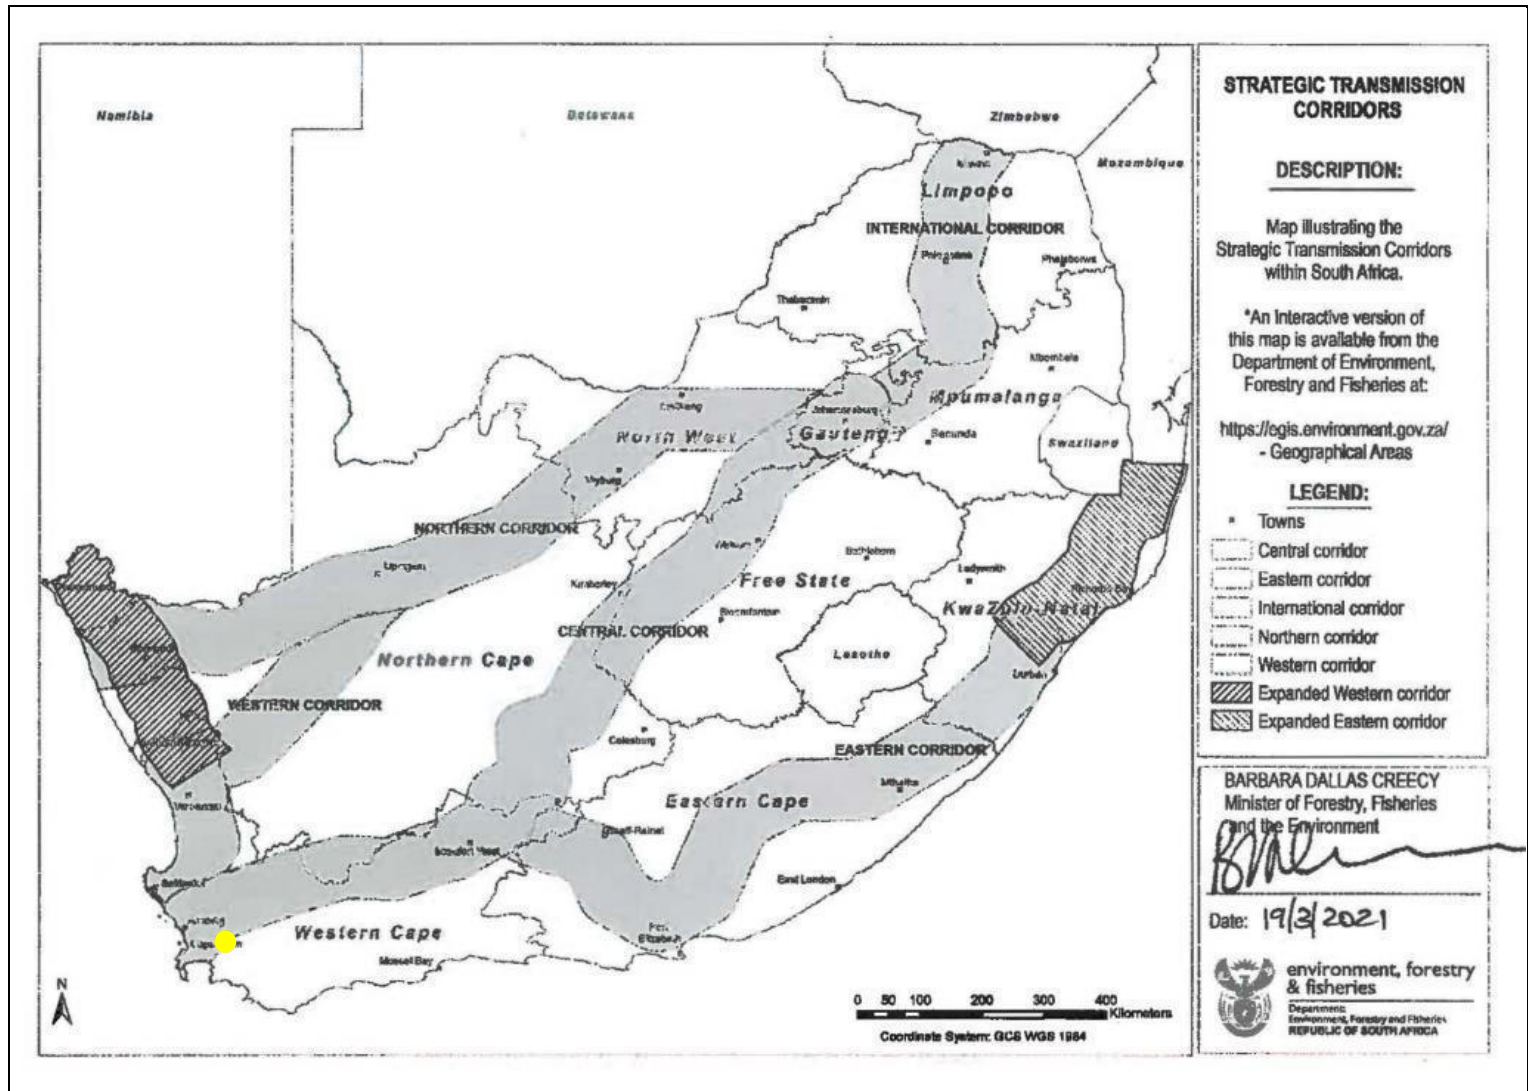 Namibia
Botswana
Zimbabwe
Mozambique
Limpopo
INTERNATIONAL CORRIDOR
Phalaborwa
Mbombela
Mpumalanga
Johannesburg
North West
Gauteng
Secunda
Swaziland
Vryburg
NORTHERN CORRIDOR
Upington
Welkom
Bethlehem
Kimberley
Free State
Ladysmith
Richards Bay
KwaZulu-Natal
Bloemfontein
CENTRAL CORRIDOR
Northern Cape
Lesotho
Durban
WESTERN CORRIDOR
Colesburg
EASTERN CORRIDOR
Mthatha
Eastern Cape
Graaff-Reinet
Beaufort West
East London
Port
Elizabeth
Western Cape
Mossel Bay
N
0 50 100 200 300 400
Kilometers
Coordinate System: GCS WGS 1984
STRATEGIC TRANSMISSION
CORRIDORS
DESCRIPTION:
Map illustrating the
Strategic Transmission Corridors
within South Africa.
*An Interactive version of
this map is available from the
Department of Environment,
Forestry and Fisheries at:
https://egis.environment.gov.za/
- Geographical Areas
LEGEND:
Towns
Central corridor
Eastern corridor
International corridor
Northern corridor
Western corridor
Expanded Western corridor
Expanded Eastern corridor
BARBARA DALLAS CREECY
Minister of Forestry, Fisheries
and the Environment
Date: 19/3/2021
environment, forestry
& fisheries
Department:
Environment, Forestry and Fisheries
REPUBLIC OF SOUTH AFRICA